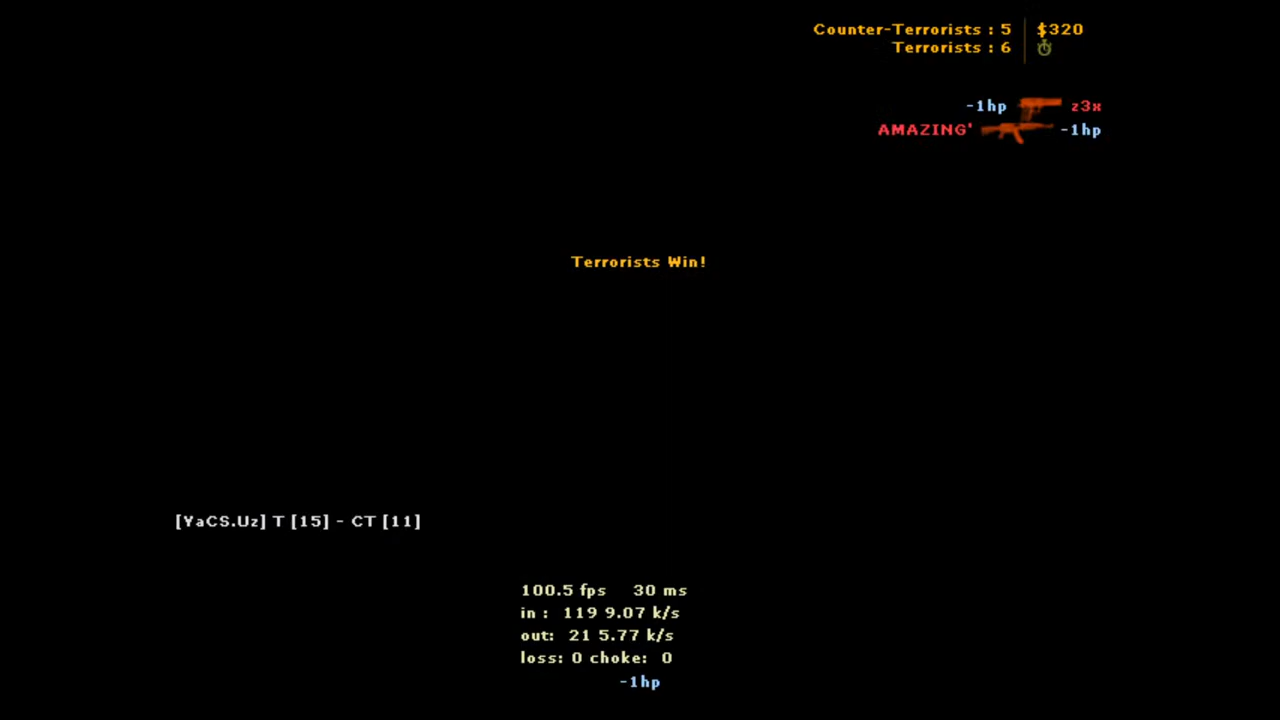 Counter-Terrorists : 5 $320
Terrorists : 6
-1hp z3x
AMAZING' -1hp
Terrorists Win!
[YaCS.Uz] T [15] - CT [11]
100.5 fps 30 ms
in : 119 9.07 k/s
out: 21 5.77 k/s
loss: 0 choke: 0
-1hp